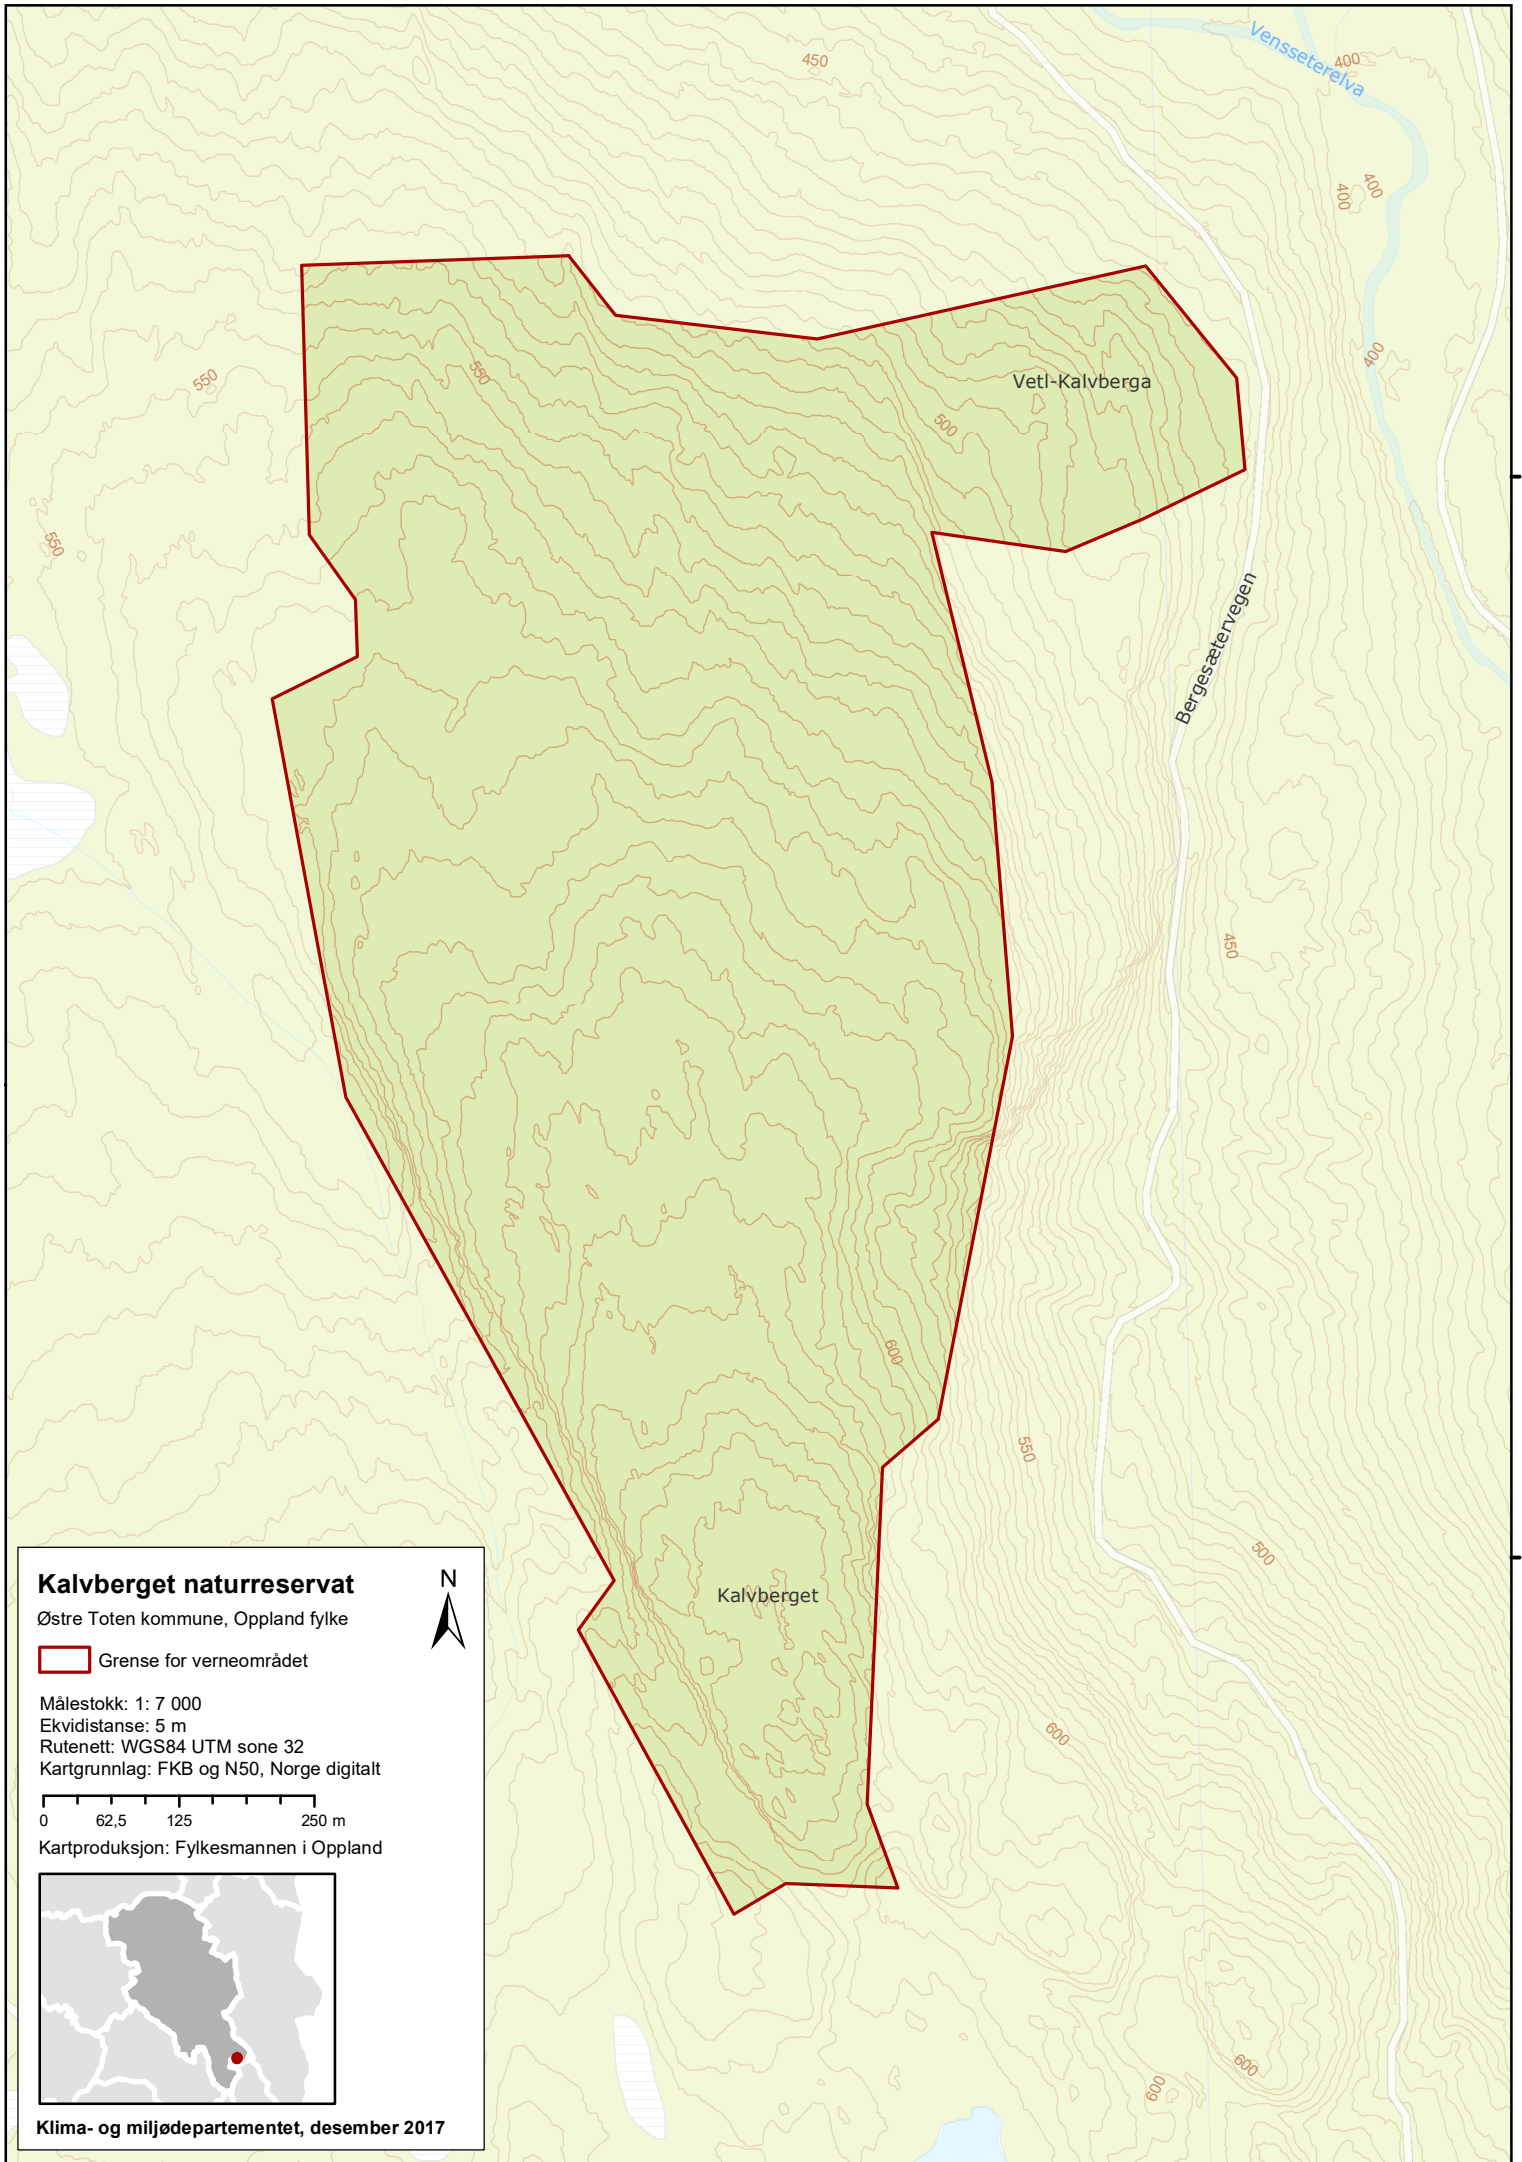 450
Vensseterelva
400
400
400
550
550
400
Vetl-Kalvberga
500
550
Bergesætervegen
450
600
550
500
Kalvberget
600
600
600
Kalvberget naturreservat
N
Østre Toten kommune, Oppland fylke
Grense for verneområdet
Målestokk: 1: 7 000
Ekvidistanse: 5 m
Rutenett: WGS84 UTM sone 32
Kartgrunnlag: FKB og N50, Norge digitalt
0 62,5 125 250 m
Kartproduksjon: Fylkesmannen i Oppland
Klima- og miljødepartementet, desember 2017